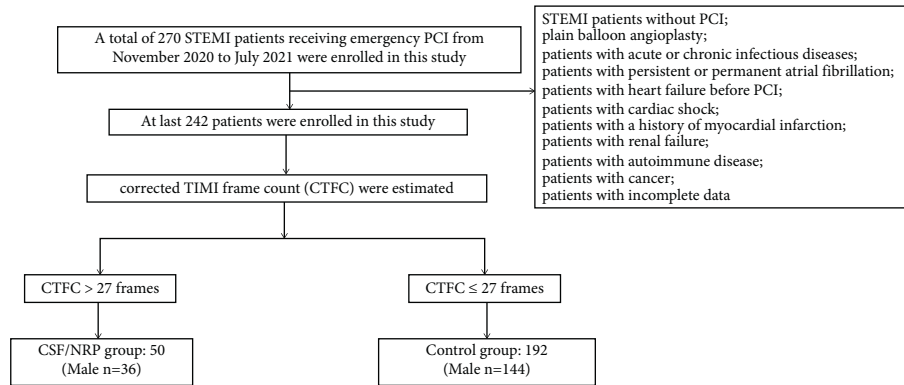 A total of 270 STEMI patients receiving emergency PCI from
November 2020 to July 2021 were enrolled in this study
STEMI patients without PCI;
plain balloon angioplasty;
patients with acute or chronic infectious diseases;
patients with persistent or permanent atrial fibrillation;
patients with heart failure before PCI;
patients with cardiac shock;
patients with a history of myocardial infarction;
patients with renal failure;
patients with autoimmune disease;
patients with cancer;
patients with incomplete data
At last 242 patients were enrolled in this study
corrected TIMI frame count (CTFC) were estimated
CTFC > 27 frames
CTFC ≤ 27 frames
CSF/NRP group: 50
(Male n=36)
Control group: 192
(Male n=144)